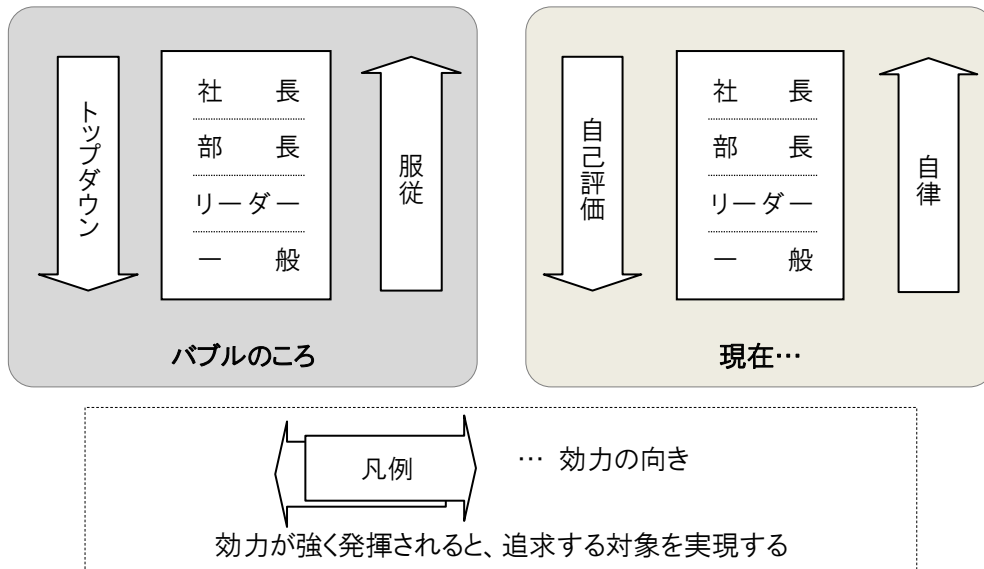 トップダウン
社 長
部 長
リーダー
一 般
服従
バブルのころ
自己評価
社 長
部 長
リーダー
一 般
自律
現在…
凡例
… 効力の向き
効力が強く発揮されると、追求する対象を実現する